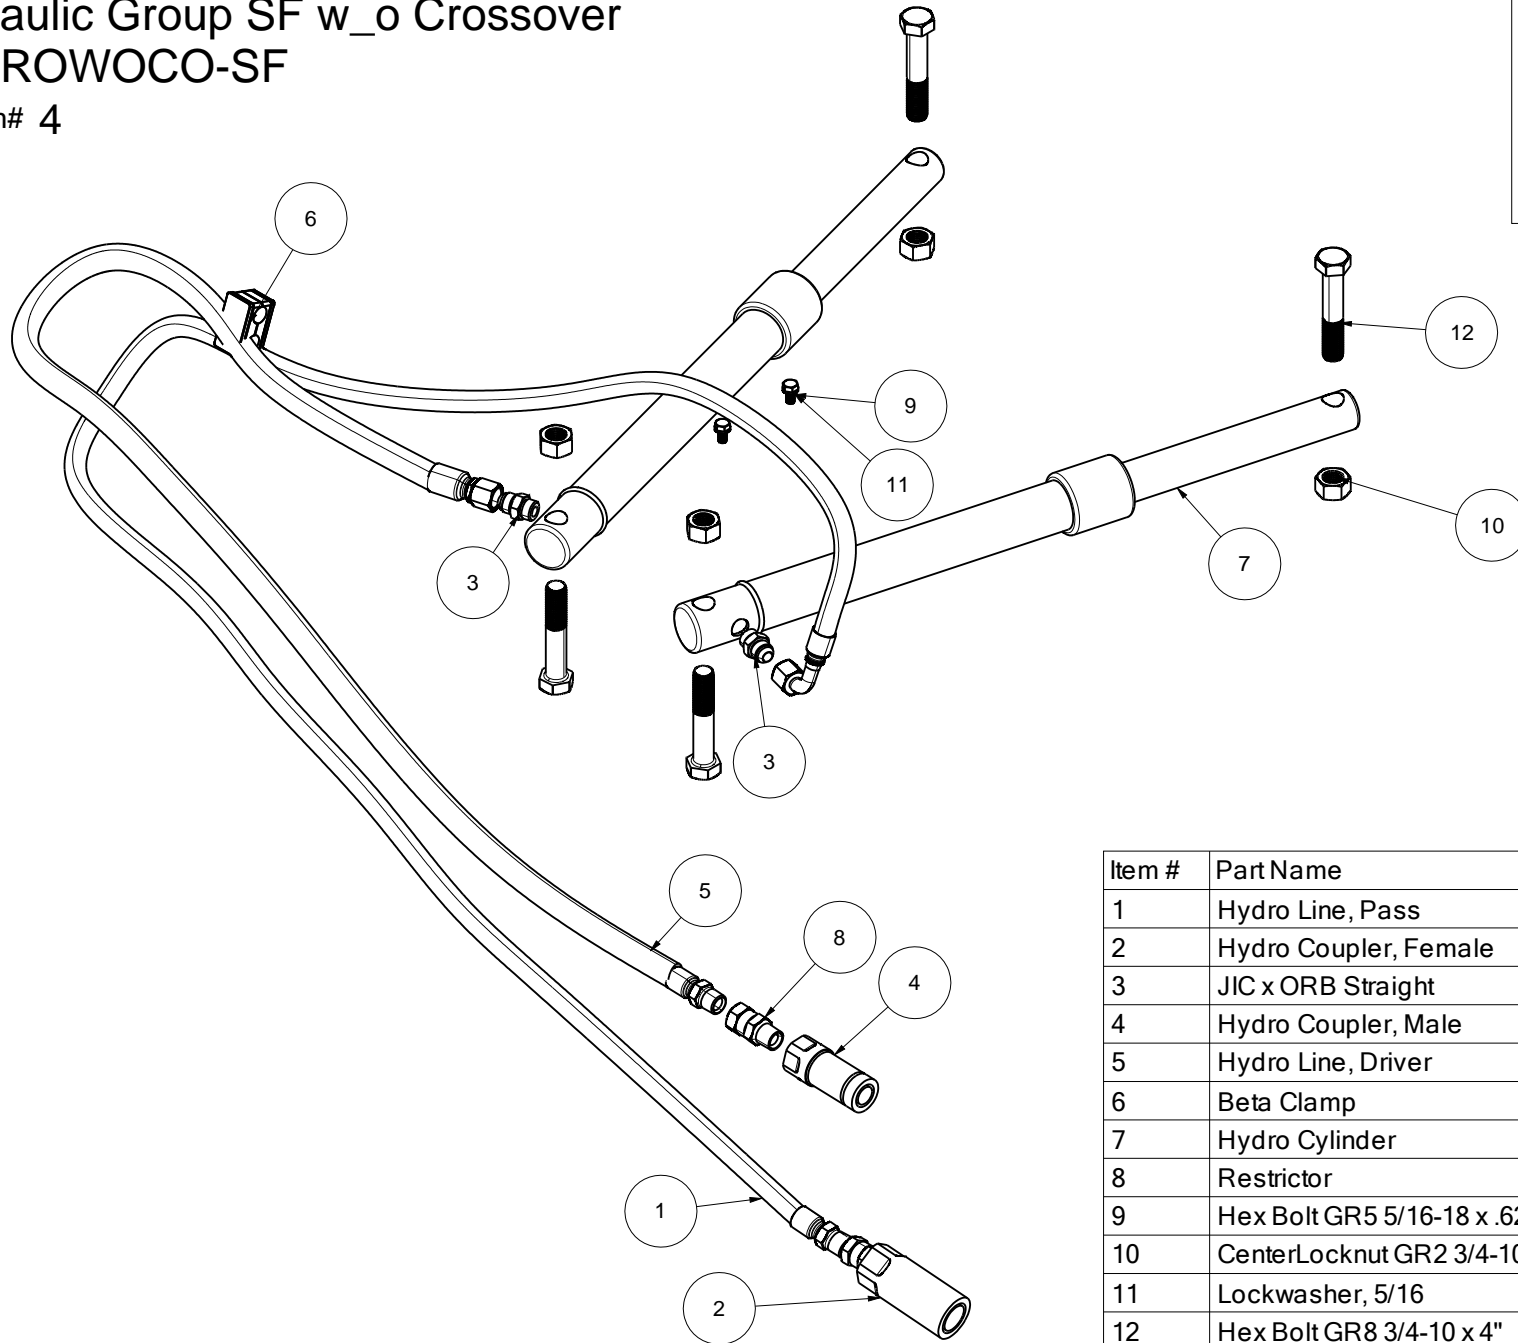 aulic Group SF w_o Crossover
ROWOCO-SF
# 4
6
12
9
11
10
3
7
3
5
8
4
1
2
Item # Part Name
1 Hydro Line, Pass
2 Hydro Coupler, Female
3 JIC x ORB Straight
4 Hydro Coupler, Male
5 Hydro Line, Driver
6 Beta Clamp
7 Hydro Cylinder
8 Restrictor
9 Hex Bolt GR5 5/16-18 x .62
10 CenterLocknut GR2 3/4-10
11 Lockwasher, 5/16
12 Hex Bolt GR8 3/4-10 x 4"